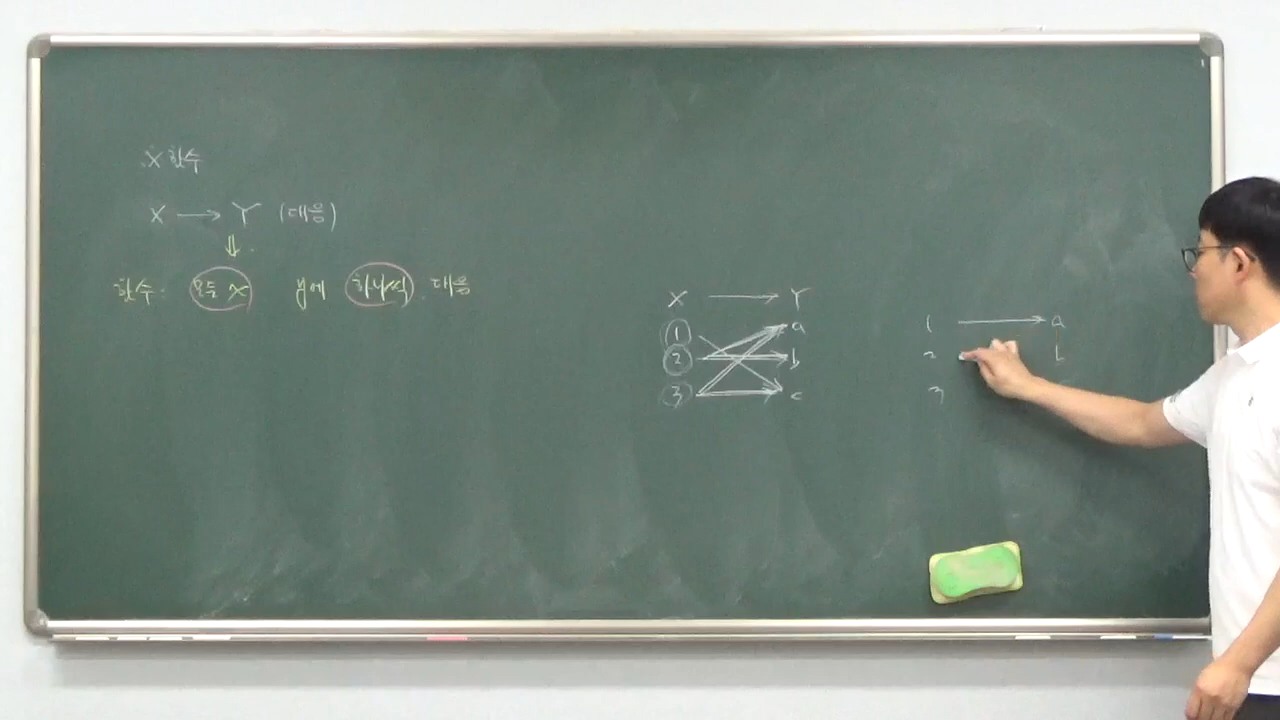 ※ 함수
X → Y (대응)
⇓
함수: 모든 X 남에 하나씩 대응
X → Y
1 a
2 b
3 c
1 → a
2 b
3